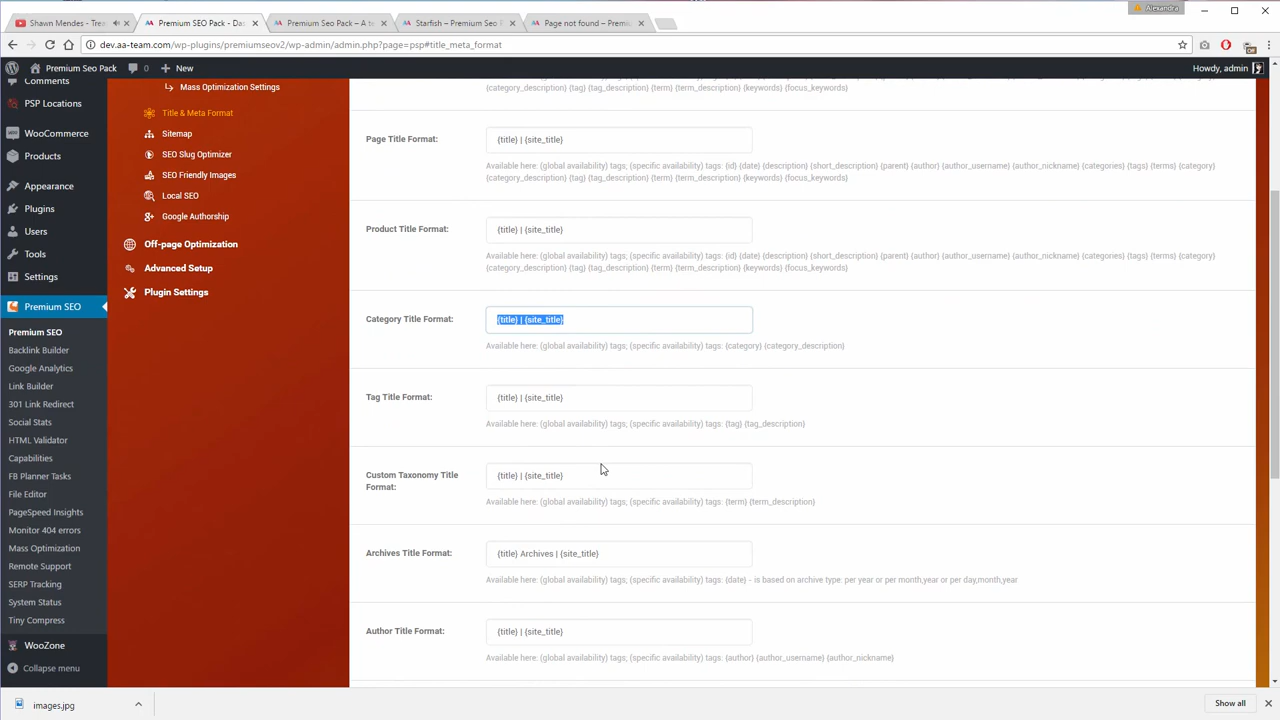 Shawn Mendes - Trea
Premium SEO Pack - Das
Premium SEO Pack – A te
Starfish – Premium Seo P
Page not found – Premiu
Alexandra
dev.aa-team.com/wp-plugins/premiumseov2/wp-admin/admin.php?page=psp#title_meta_format
Premium SEO Pack
0
New
Howdy, admin
Comments
PSP Locations
WooCommerce
Products
Appearance
Plugins
Users
Tools
Settings
Premium SEO
Premium SEO
Backlink Builder
Google Analytics
Link Builder
301 Link Redirect
Social Stats
HTML Validator
Capabilities
FB Planner Tasks
File Editor
PageSpeed Insights
Monitor 404 errors
Mass Optimization
Remote Support
SERP Tracking
System Status
Tiny Compress
WooZone
Collapse menu
Mass Optimization Settings
Title & Meta Format
Sitemap
SEO Slug Optimizer
SEO Friendly Images
Local SEO
Google Authorship
Off-page Optimization
Advanced Setup
Plugin Settings
{category_description} {tag} {tag_description} {term} {term_description} {keywords} {focus_keywords}
Page Title Format:
{title} | {site_title}
Available here: (global availability) tags; (specific availability) tags: {id} {date} {description} {short_description} {parent} {author} {author_username} {author_nickname} {categories} {tags} {terms} {category}
{category_description} {tag} {tag_description} {term} {term_description} {keywords} {focus_keywords}
Product Title Format:
{title} | {site_title}
Available here: (global availability) tags; (specific availability) tags: {id} {date} {description} {short_description} {parent} {author} {author_username} {author_nickname} {categories} {tags} {terms} {category}
{category_description} {tag} {tag_description} {term} {term_description} {keywords} {focus_keywords}
Category Title Format:
{title} | {site_title}
Available here: (global availability) tags; (specific availability) tags: {category} {category_description}
Tag Title Format:
{title} | {site_title}
Available here: (global availability) tags; (specific availability) tags: {tag} {tag_description}
Custom Taxonomy Title
Format:
{title} | {site_title}
Available here: (global availability) tags; (specific availability) tags: {term} {term_description}
Archives Title Format:
{title} Archives | {site_title}
Available here: (global availability) tags; (specific availability) tags: {date} - is based on archive type: per year or per month,year or per day,month,year
Author Title Format:
{title} | {site_title}
Available here: (global availability) tags; (specific availability) tags: {author} {author_username} {author_nickname}
images.jpg
Show all